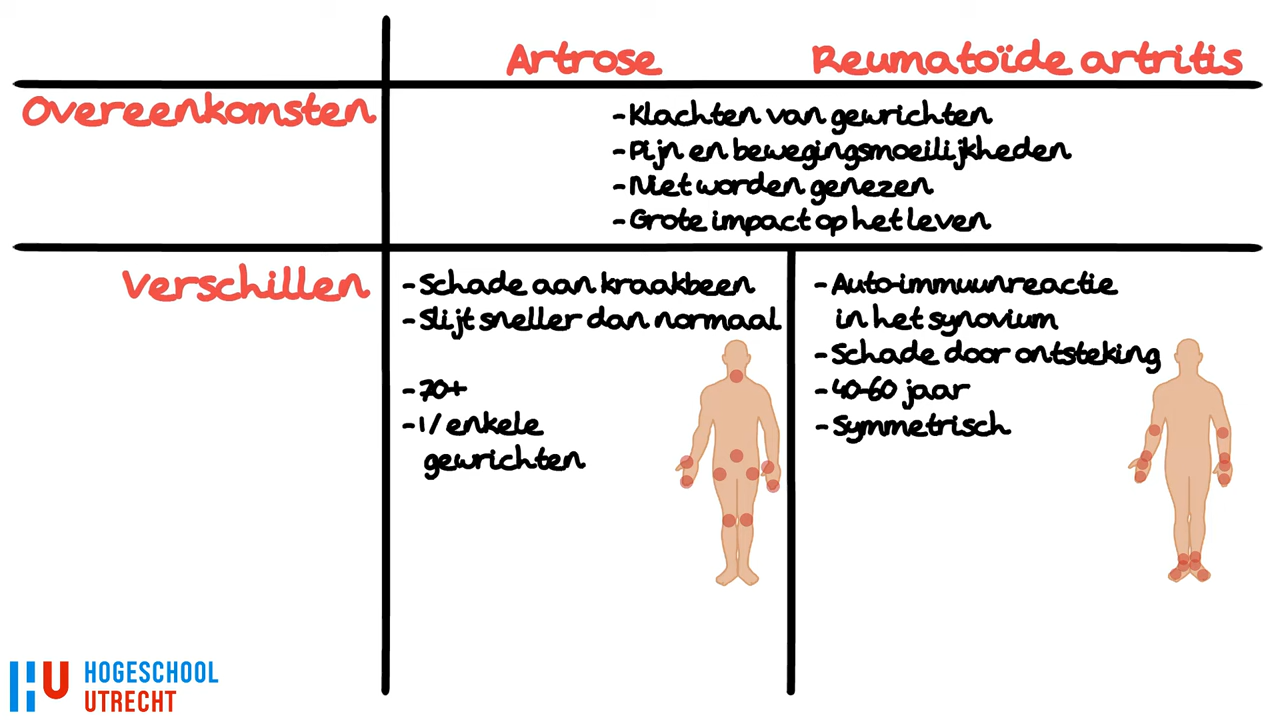 Artrose
Reumatoïde artritis
Overeenkomsten
- Klachten van gewrichten
- Pijn en bewegingsmoeilijkheden
- Niet worden genezen
- Grote impact op het leven
Verschillen
- Schade aan kraakbeen
- Slijt sneller dan normaal
- 70+
- 1/ enkele
gewrichten
- Auto-immuunreactie
in het synovium
- Schade door ontsteking
- 40-60 jaar
- Symmetrisch
HU HOGESCHOOL
UTRECHT